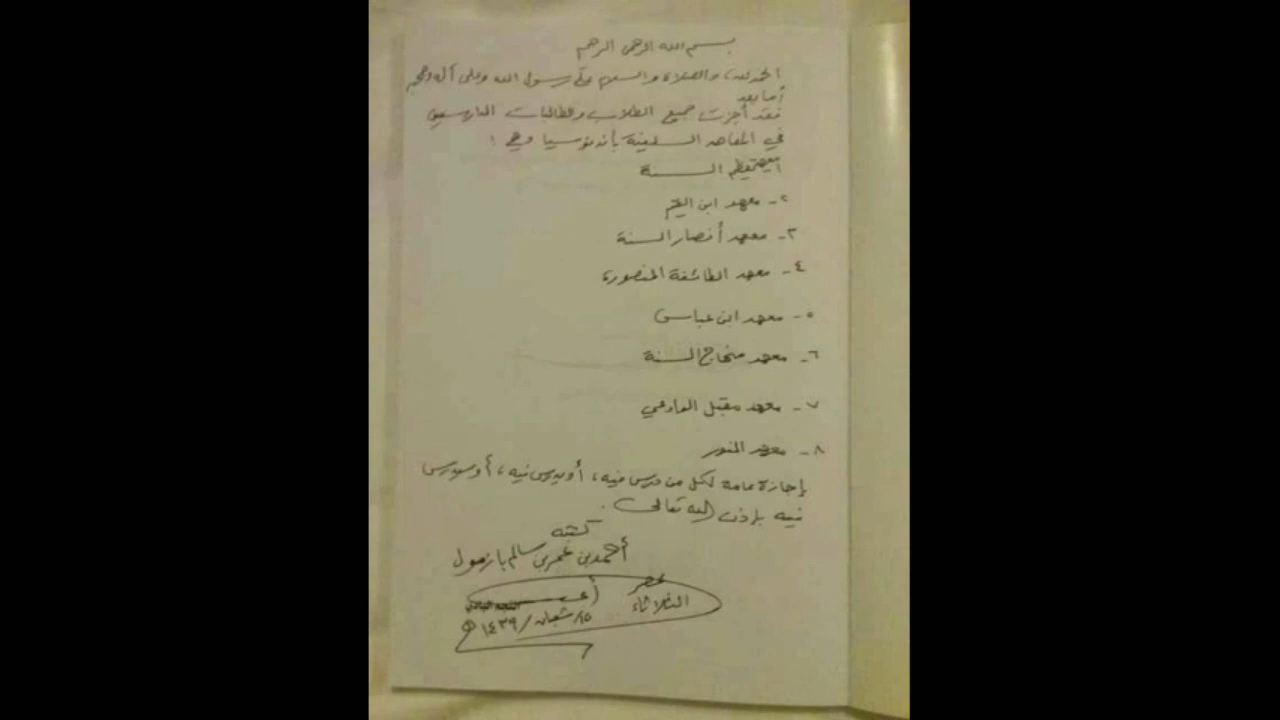 بسم الله الرحمن الرحيم
الحمد لله، والصلاة والسلام على رسول الله وعلى آله وصحبه
أما بعد
فقد أجزت جميع الطلاب والطالبات الدارسين
في المعاهد السلفية بأندونوسيا وهي:
السنة
٢- معهد ابن القيم
٣- معهد أنصار السنة
٤- معهد الطائفة المنصورة
٥- معهد ابن عباس
٦- معهد منهاج السنة
٧- معهد مقبل الوادعي
٨- معهد المنور
إجازة عامة لكل من درس فيه، أو يدرس فيه، أو سيدرس
فيه بإذن الله تعالى.
كتبه
أحمد بن عمر بن سالم بازمول
عصر
الثلاثاء
١٥/ شعبان/ ١٤٣٩هـ